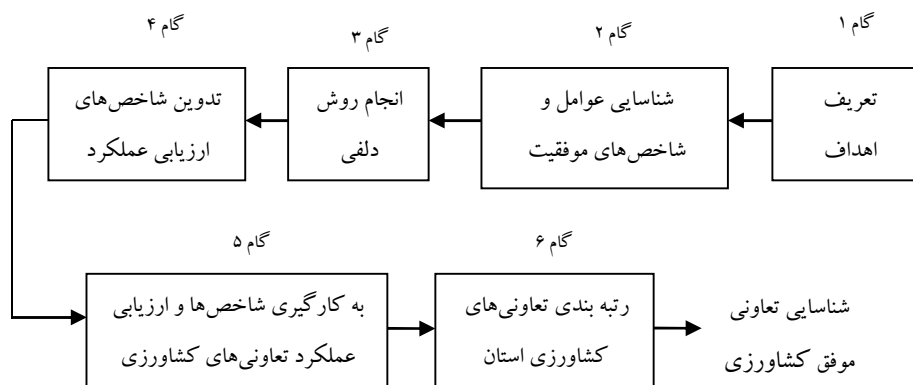 گام ۱
تعریف
اهداف
گام ۲
شناسایی عوامل و
شاخص‌های موفقیت
گام ۳
انجام روش
دلفی
گام ۴
تدوین شاخص‌های
ارزیابی عملکرد
گام ۵
به کارگیری شاخص‌ها و ارزیابی
عملکرد تعاونی‌های کشاورزی
گام ۶
رتبه بندی تعاونی‌های
کشاورزی استان
شناسایی تعاونی
موفق کشاورزی